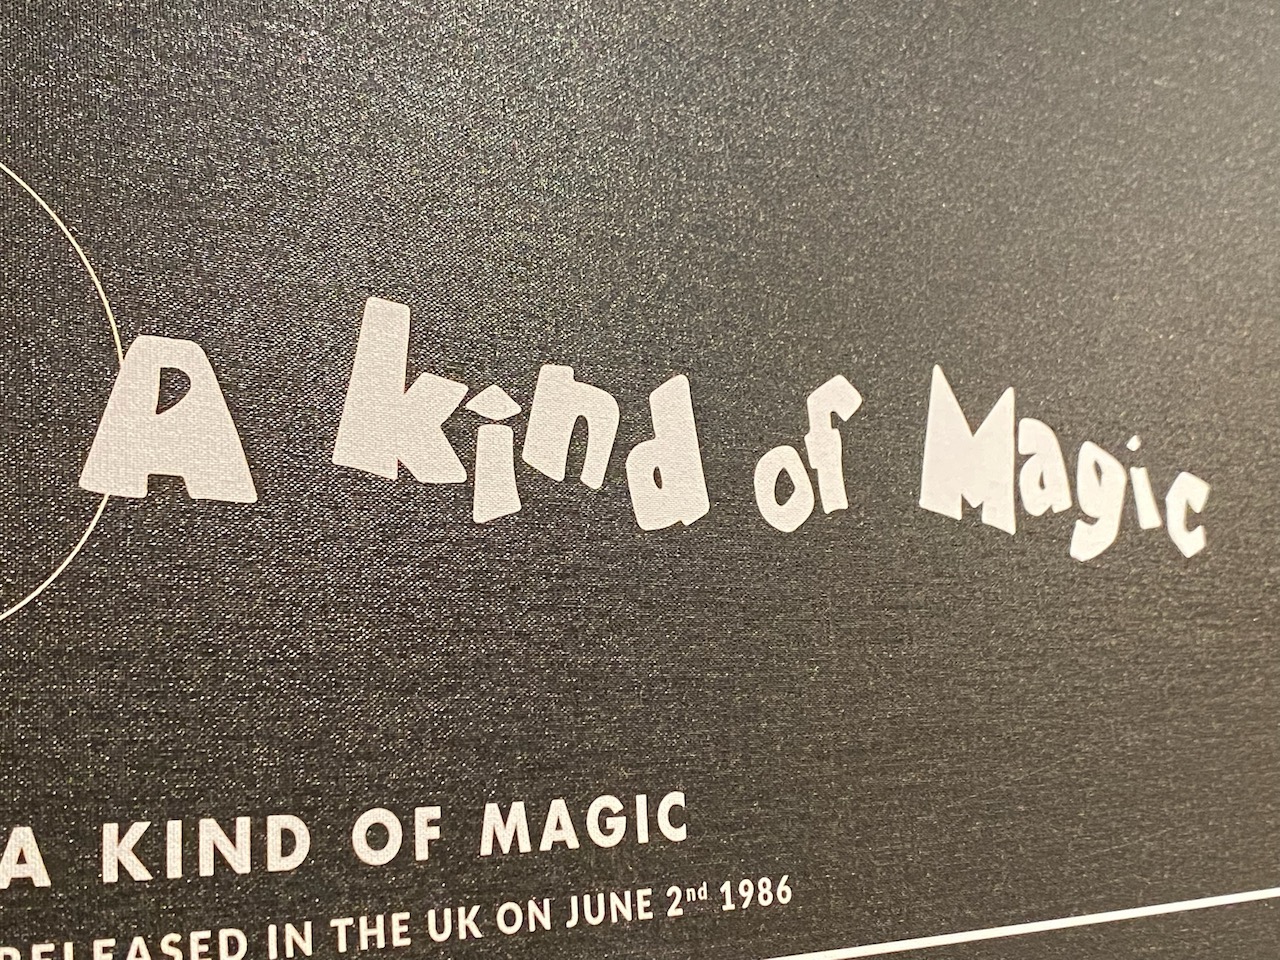 A kind of Magic
A KIND OF MAGIC
RELEASED IN THE UK ON JUNE 2nd 1986